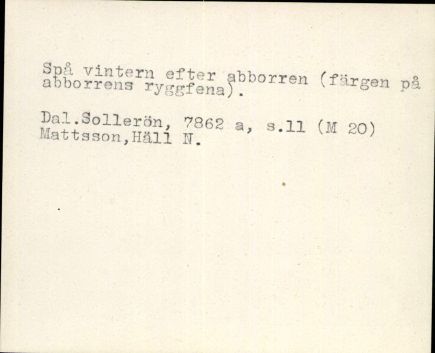 Spå vintern efter abborren (färgen på
abborrens ryggfena).
Dal.Sollerön, 7862 a, s.11 (M 20)
Mattsson,Häll N.